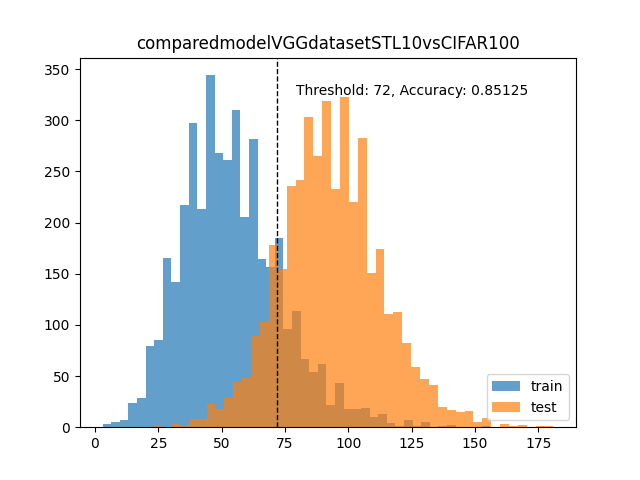 comparedmodelVGGdatasetSTL10vsCIFAR100
Threshold: 72, Accuracy: 0.85125
350
300
250
200
150
100
50
0
train
test
0 25 50 75 100 125 150 175